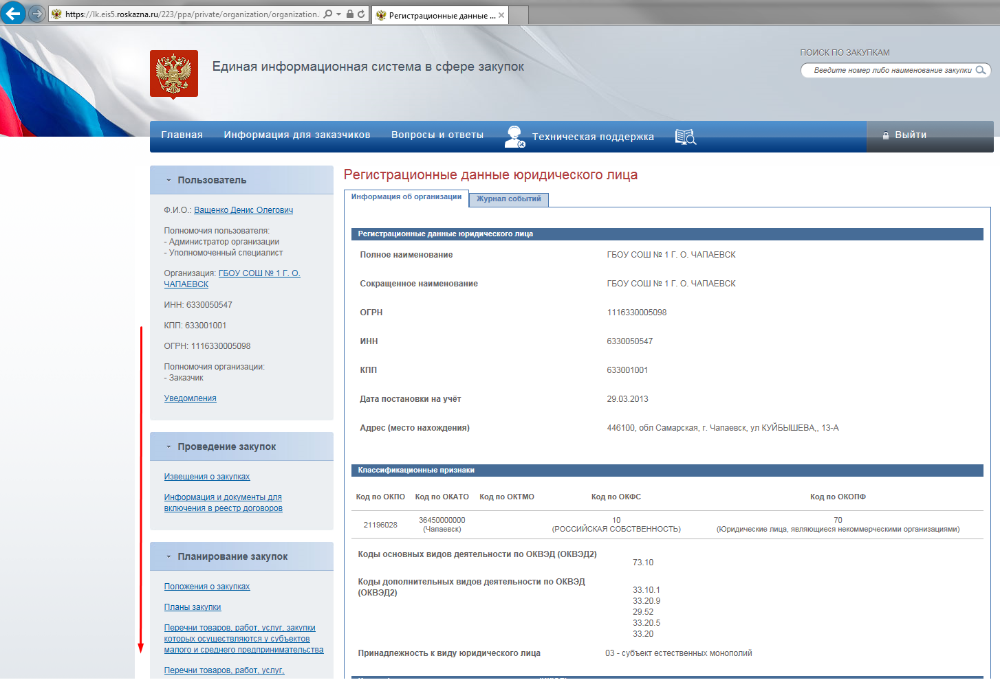 https://lk.eis5.roskazna.ru/223/ppa/private/organization/organization.
Регистрационные данные ...
Единая информационная система в сфере закупок
ПОИСК ПО ЗАКУПКАМ
Введите номер либо наименование закупки
Главная
Информация для заказчиков
Вопросы и ответы
Техническая поддержка
Выйти
Пользователь
Ф.И.О.: Ващенко Денис Олегович
Полномочия пользователя:
- Администратор организации
- Уполномоченный специалист
Организация: ГБОУ СОШ № 1 Г. О.
ЧАПАЕВСК
ИНН: 6330050547
КПП: 633001001
ОГРН: 1116330005098
Полномочия организации:
- Заказчик
Уведомления
Проведение закупок
Извещения о закупках
Информация и документы для
включения в реестр договоров
Планирование закупок
Положения о закупках
Планы закупки
Перечни товаров, работ, услуг, закупки
которых осуществляются у субъектов
малого и среднего предпринимательства
Перечни товаров, работ, услуг,
Регистрационные данные юридического лица
Информация об организации
Журнал событий
Регистрационные данные юридического лица
Полное наименование ГБОУ СОШ № 1 Г. О. ЧАПАЕВСК
Сокращенное наименование ГБОУ СОШ № 1 Г. О. ЧАПАЕВСК
ОГРН 1116330005098
ИНН 6330050547
КПП 633001001
Дата постановки на учёт 29.03.2013
Адрес (место нахождения) 446100, обл Самарская, г. Чапаевск, ул КУЙБЫШЕВА,, 13-А
Классификационные признаки
Код по ОКПО Код по ОКАТО Код по ОКТМО Код по ОКФС Код по ОКОПФ
21196028 36450000000 10 70
(Чапаевск) (РОССИЙСКАЯ СОБСТВЕННОСТЬ) (Юридические лица, являющиеся некоммерческими организациями)
Коды основных видов деятельности по ОКВЭД (ОКВЭД2)
73.10
Коды дополнительных видов деятельности по ОКВЭД
(ОКВЭД2)
33.10.1
33.20.9
29.52
33.20.5
33.20
Принадлежность к виду юридического лица 03 - субъект естественных монополий